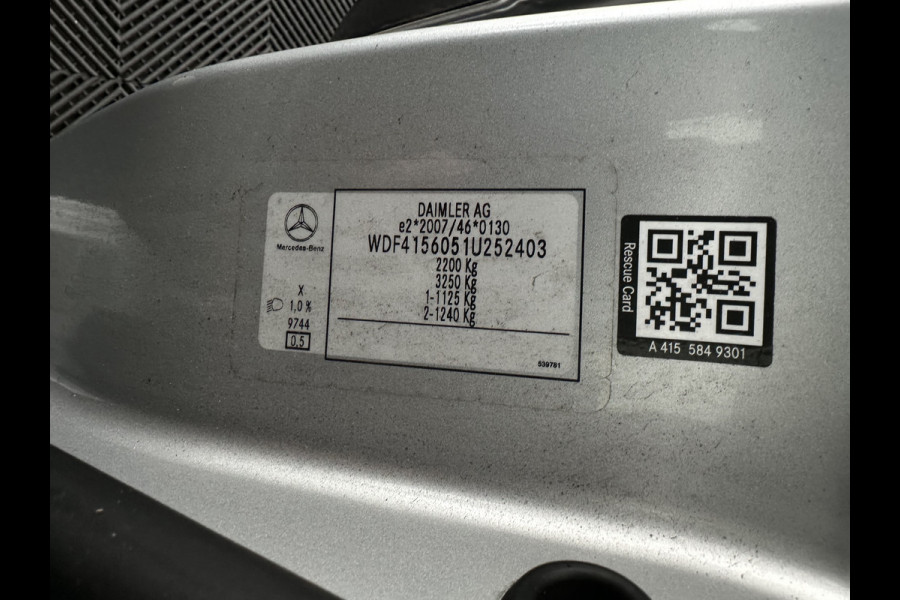 Mercedes-Benz
X
1,0 %
9744
0.5
DAIMLER AG
e2*2007/46*0130
WDF4156051U252403
2200 Kg
3250 Kg
1-1125 Kg
2-1240 Kg
539781
Rescue Card
A 415 584 9301